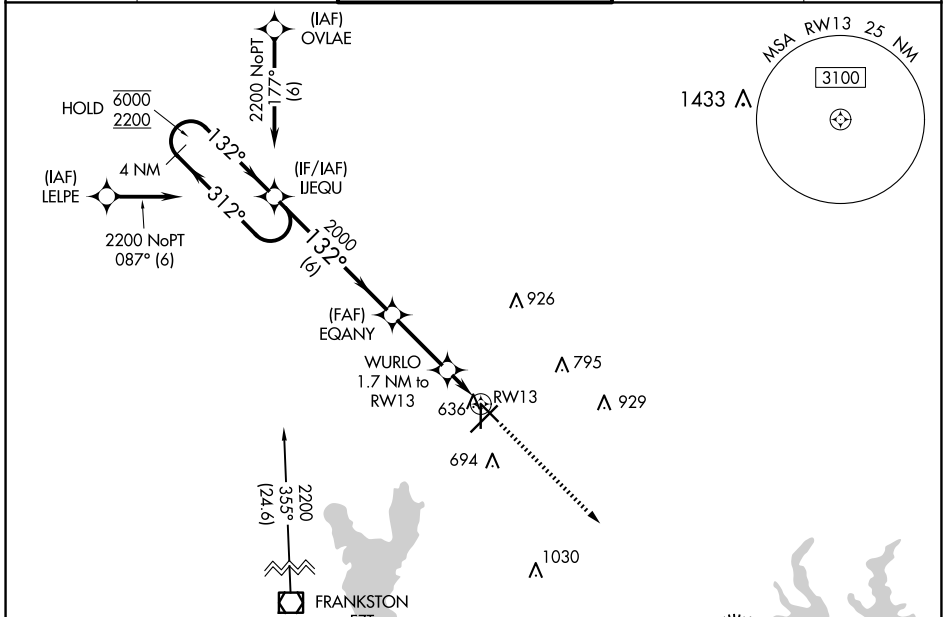 (IAF)
OVLAE
2200 NoPT
177°
(6)
MSA RW13 25 NM
3100
1433
HOLD
6000
2200
132°
4 NM
312°
(IF/IAF)
IJEQU
(IAF)
LELPE
2200 NoPT
087° (6)
2000
132°
(6)
(FAF)
EQANY
926
WURLO
1.7 NM to
RW13
795
636
RW13
929
694
2200
355°
(24.6)
1030
FRANKSTON